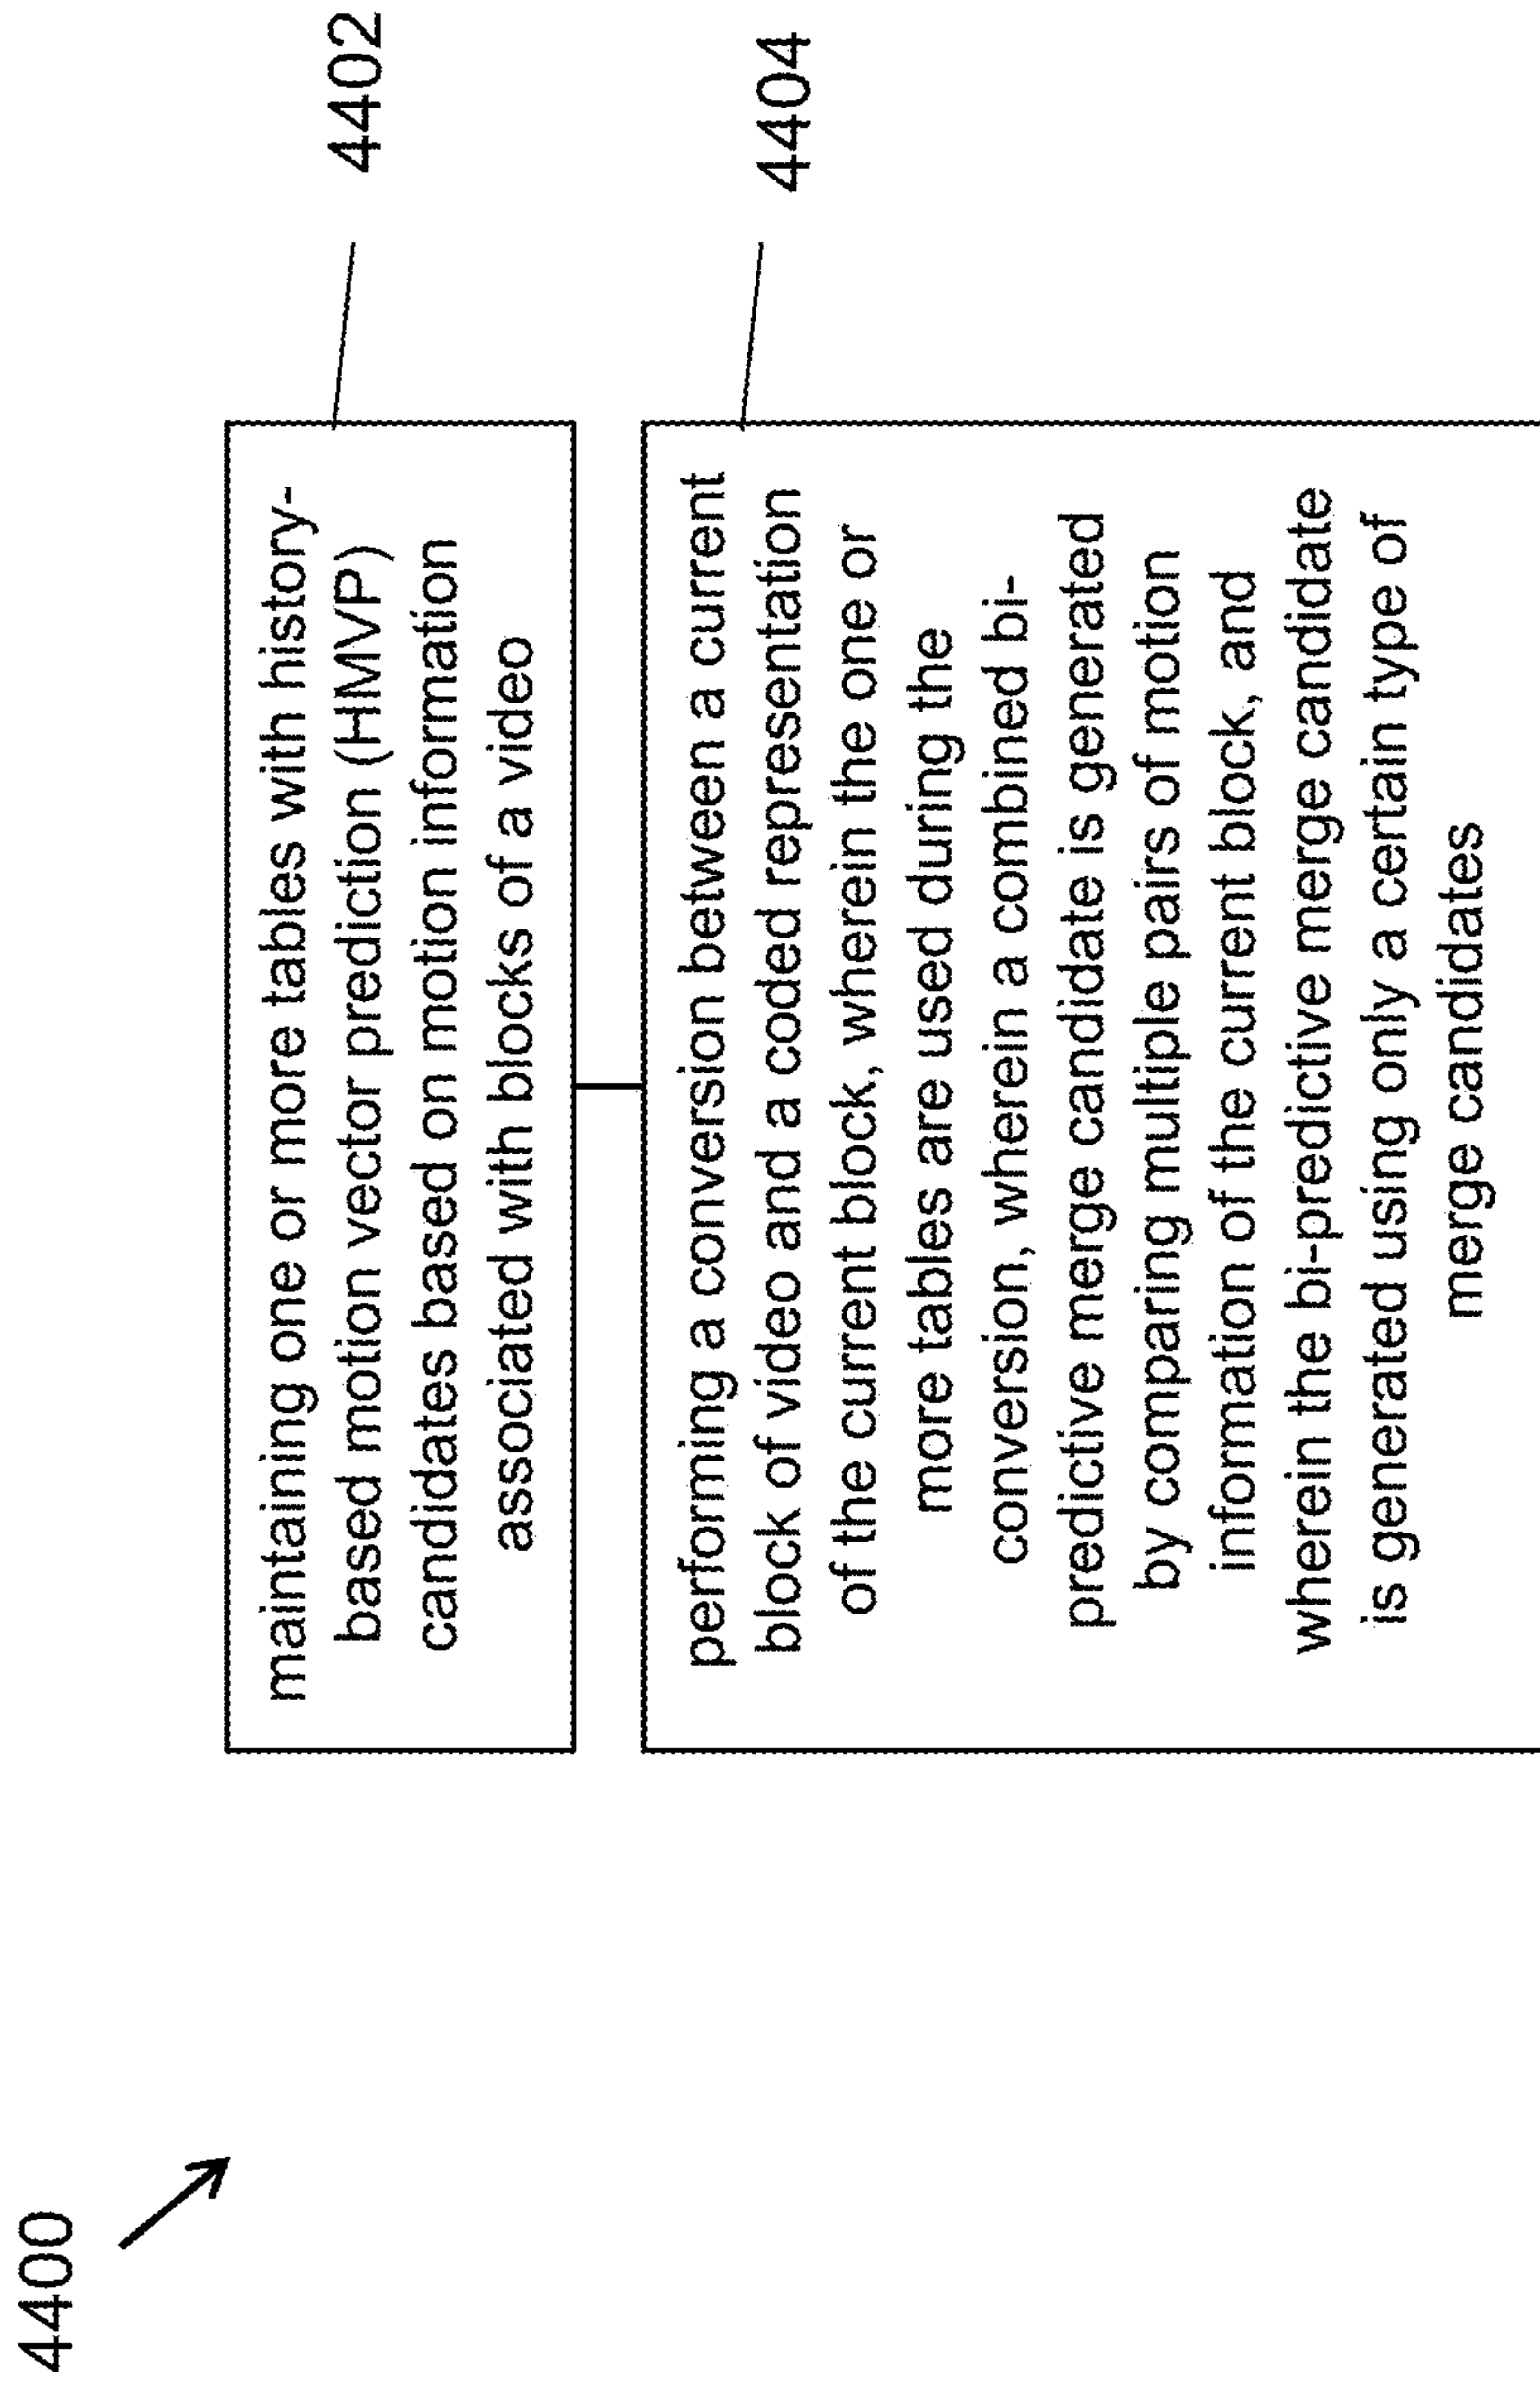 4400
maintaining one or more tables with history-
based motion vector prediction (HMVP)
candidates based on motion information
associated with blocks of a video
4402
performing a conversion between a current
block of video and a coded representation
of the current block, wherein the one or
more tables are used during the
conversion, wherein a combined bi-
predictive merge candidate is generated
by comparing multiple pairs of motion
information of the current block, and
wherein the bi-predictive merge candidate
is generated using only a certain type of
merge candidates
4404